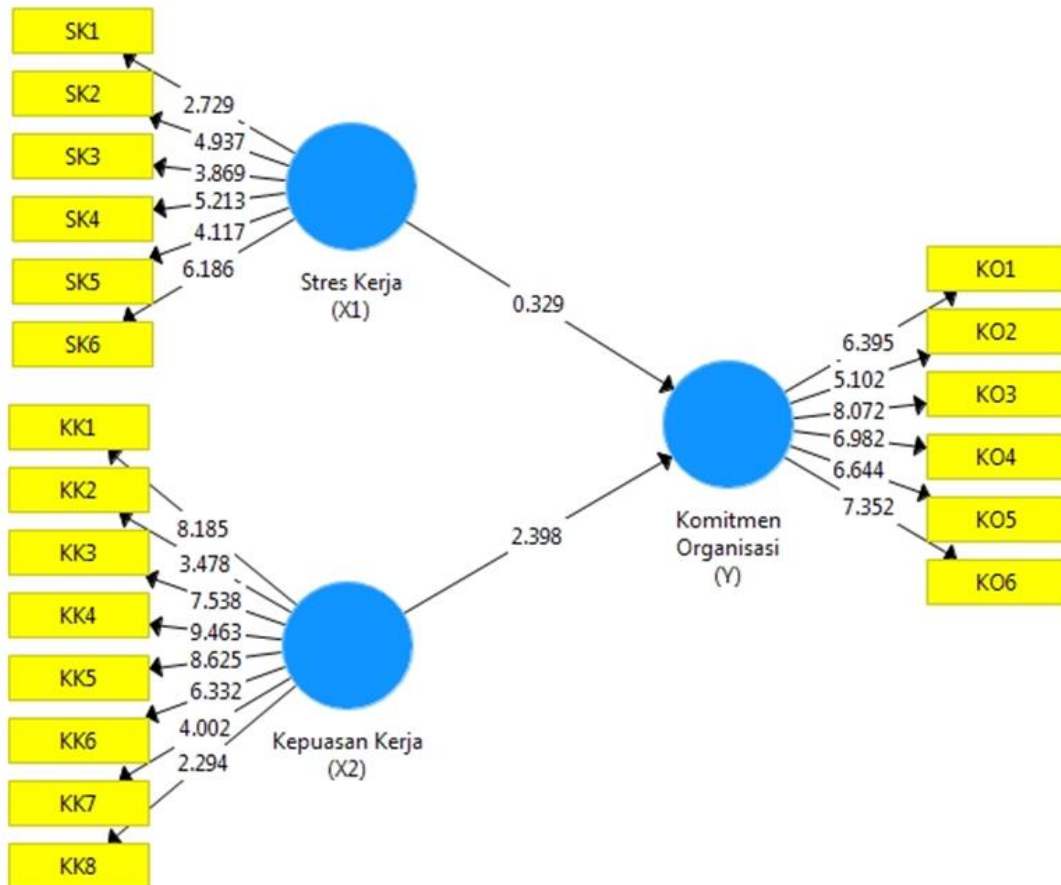 SK1
SK2
SK3
SK4
SK5
SK6
2.729
4.937
3.869
5.213
4.117
6.186
Stres Kerja
(X1)
0.329
KK1
KK2
KK3
KK4
KK5
KK6
KK7
KK8
8.185
3.478
7.538
9.463
8.625
6.332
4.002
2.294
Kepuasan Kerja
(X2)
2.398
Komitmen
Organisasi
(Y)
6.395
5.102
8.072
6.982
6.644
7.352
KO1
KO2
KO3
KO4
KO5
KO6